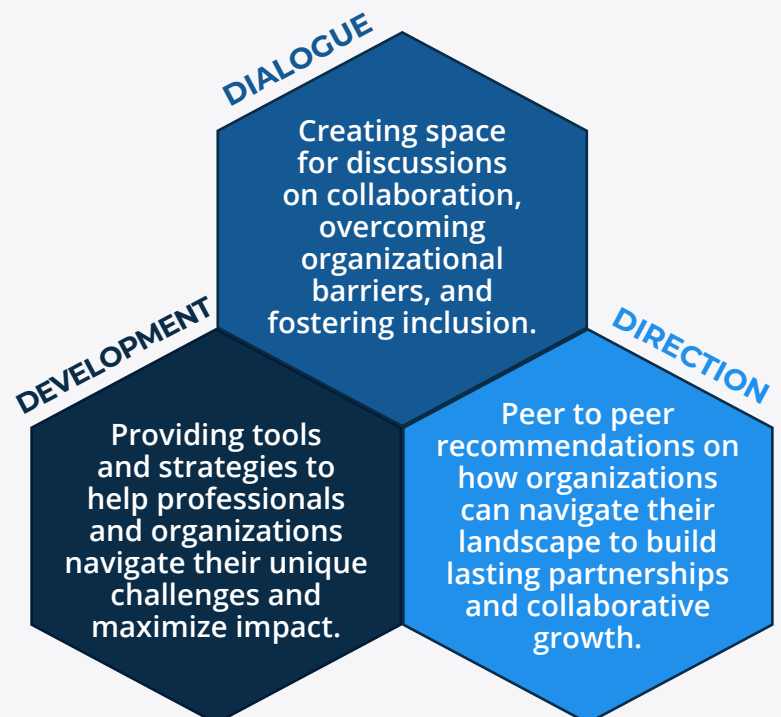 DIALOGUE
Creating space
for discussions
on collaboration,
overcoming
organizational
barriers, and
fostering inclusion.
DEVELOPMENT
Providing tools
and strategies to
help professionals
and organizations
navigate their unique
challenges and
maximize impact.
DIRECTION
Peer to peer
recommendations on
how organizations
can navigate their
landscape to build
lasting partnerships
and collaborative
growth.